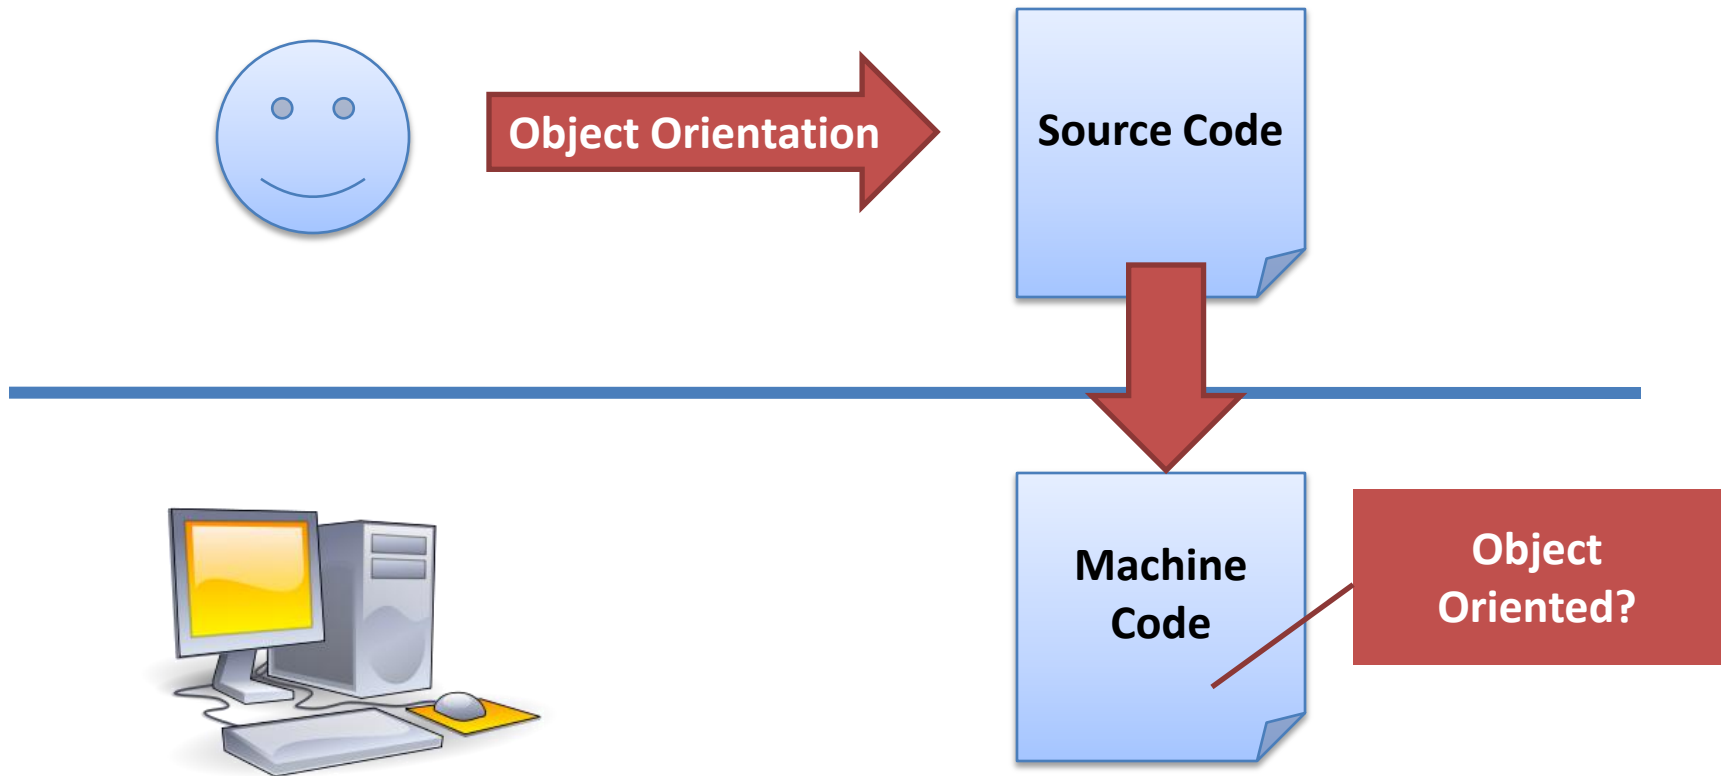 Object Orientation
Source Code
Machine
Code
Object
Oriented?